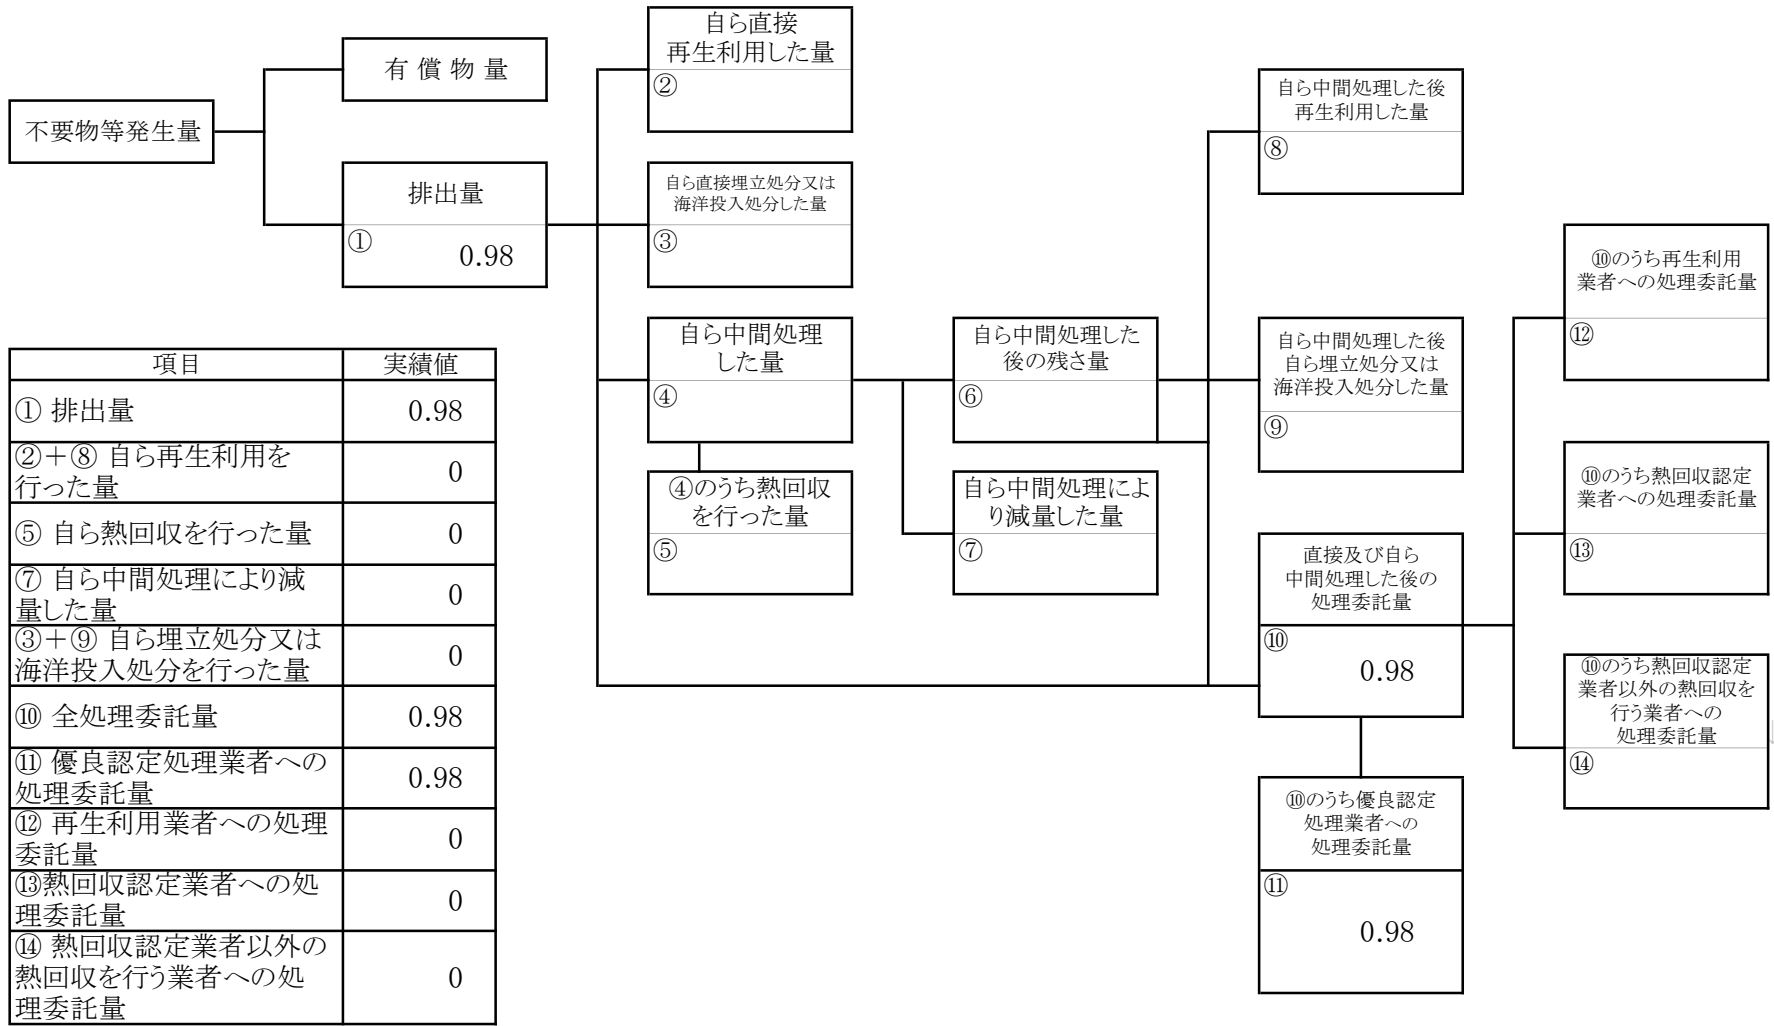 不要物等発生量
有 償 物 量
排出量
①
0.98
自ら直接
再生利用した量
②
自ら直接埋立処分又は
海洋投入処分した量
③
自ら中間処理
した量
④
④のうち熱回収
を行った量
⑤
自ら中間処理した
後の残さ量
⑥
自ら中間処理によ
り減量した量
⑦
自ら中間処理した後
再生利用した量
⑧
自ら中間処理した後
自ら埋立処分又は
海洋投入処分した量
⑨
直接及び自ら
中間処理した後の
処理委託量
⑩
0.98
⑩のうち優良認定
処理業者への
処理委託量
⑪
0.98
⑩のうち再生利用
業者への処理委託量
⑫
⑩のうち熱回収認定
業者への処理委託量
⑬
⑩のうち熱回収認定
業者以外の熱回収を
行う業者への
処理委託量
⑭
項目 実績値
① 排出量 0.98
②＋⑧ 自ら再生利用を
行った量 0
⑤ 自ら熱回収を行った量 0
⑦ 自ら中間処理により減
量した量 0
③＋⑨ 自ら埋立処分又は
海洋投入処分を行った量 0
⑩ 全処理委託量 0.98
⑪ 優良認定処理業者への
処理委託量 0.98
⑫ 再生利用業者への処理
委託量 0
⑬熱回収認定業者への処
理委託量 0
⑭ 熱回収認定業者以外の
熱回収を行う業者への処
理委託量 0